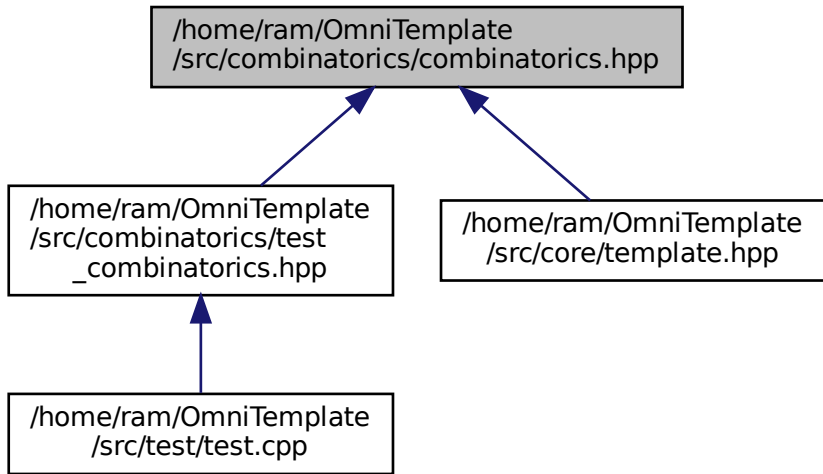 /home/ram/OmniTemplate
/src/combinatorics/combinatorics.hpp
/home/ram/OmniTemplate
/src/combinatorics/test
_combinatorics.hpp
/home/ram/OmniTemplate
/src/core/template.hpp
/home/ram/OmniTemplate
/src/test/test.cpp